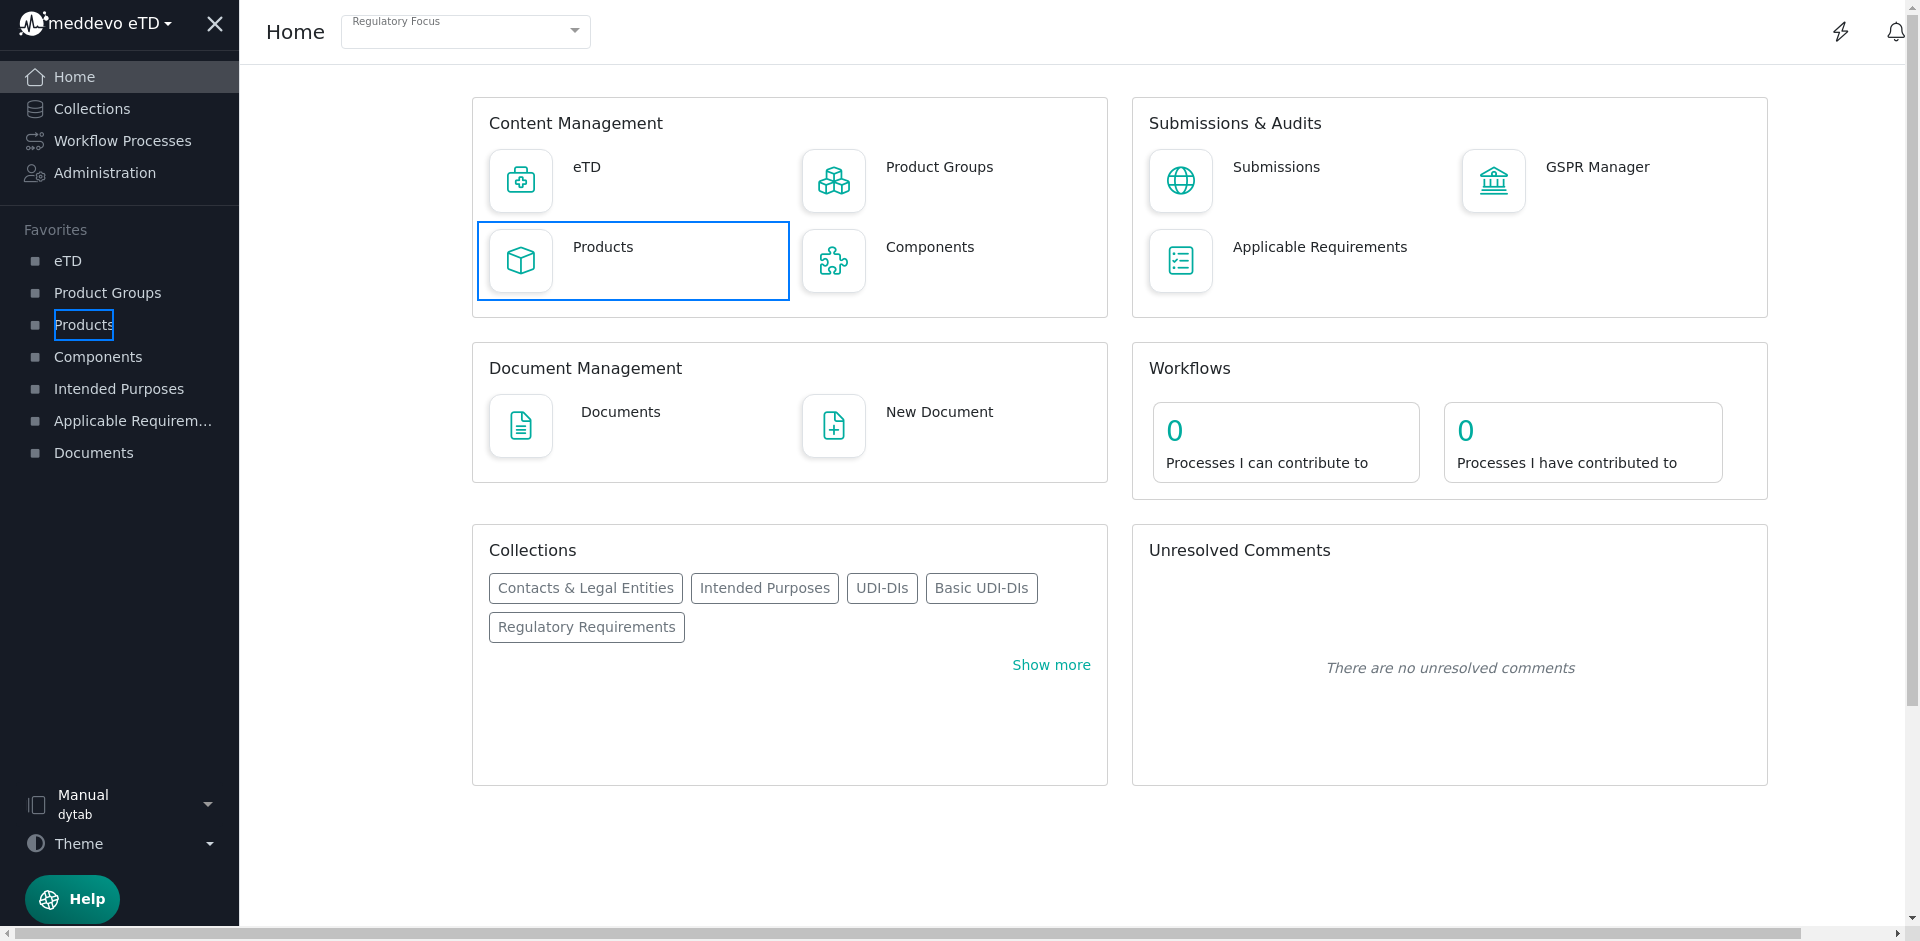 meddevo eTD
Home
Collections
Workflow Processes
Administration
Favorites
eTD
Product Groups
Products
Components
Intended Purposes
Applicable Requirem...
Documents
Manual
dytab
Theme
Help
Home
Regulatory Focus
Content Management
eTD
Product Groups
Products
Components
Submissions & Audits
Submissions
GSPR Manager
Applicable Requirements
Document Management
Documents
New Document
Workflows
0
Processes I can contribute to
0
Processes I have contributed to
Collections
Contacts & Legal Entities
Intended Purposes
UDI-DIs
Basic UDI-DIs
Regulatory Requirements
Show more
Unresolved Comments
There are no unresolved comments